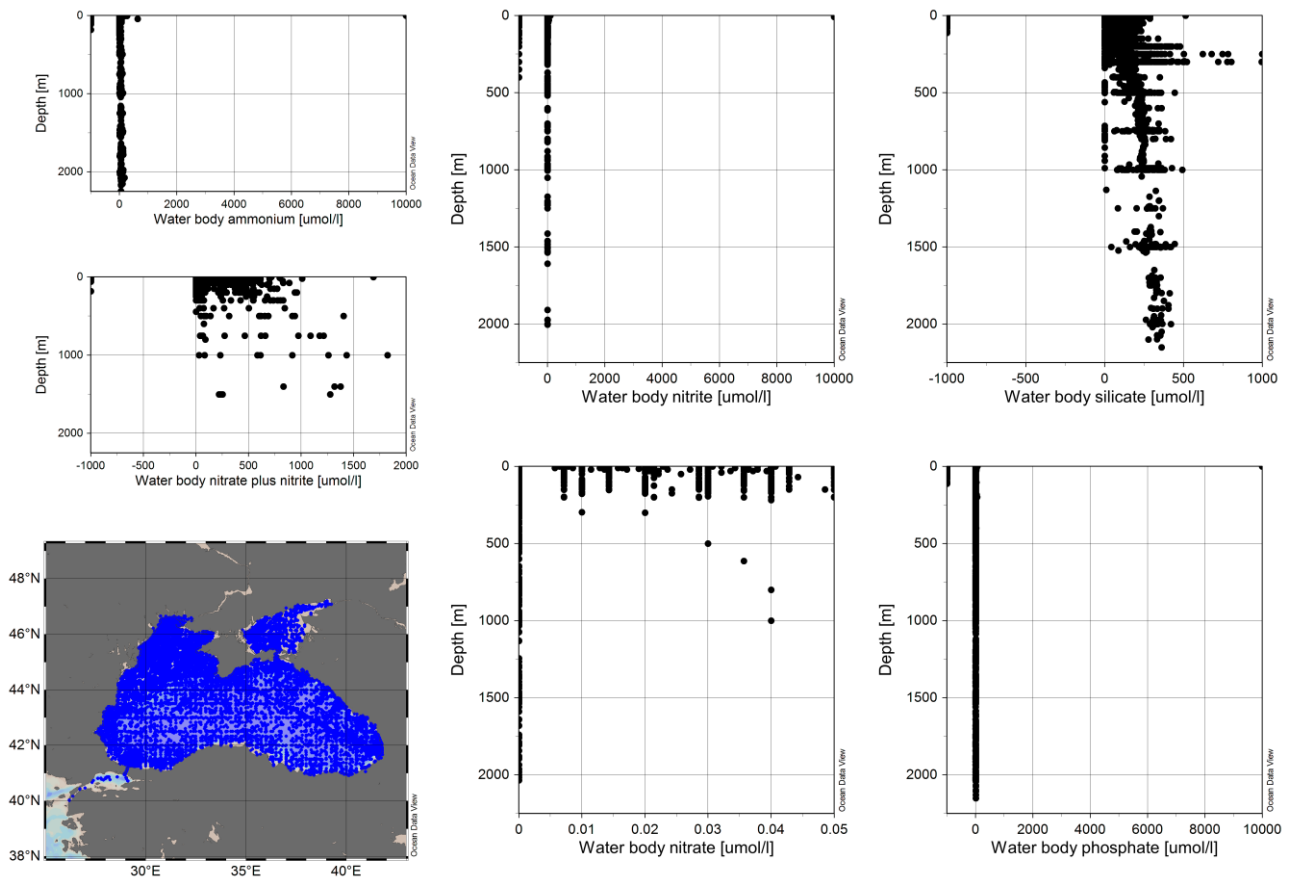 0
1000
2000
Depth [m]
0 2000 4000 6000 8000 10000
Water body ammonium [umol/l]
Ocean Data View
0
500
1000
1500
2000
Depth [m]
0 2000 4000 6000 8000 10000
Water body nitrite [umol/l]
Ocean Data View
0
500
1000
1500
2000
Depth [m]
-1000 -500 0 500 1000
Water body silicate [umol/l]
Ocean Data View
0
1000
2000
Depth [m]
-1000 -500 0 500 1000 1500 2000
Water body nitrate plus nitrite [umol/l]
Ocean Data View
48°N
46°N
44°N
42°N
40°N
38°N
30°E 35°E 40°E
Ocean Data View
0
500
1000
1500
2000
Depth [m]
0 0.01 0.02 0.03 0.04 0.05
Water body nitrate [umol/l]
Ocean Data View
0
500
1000
1500
2000
Depth [m]
0 2000 4000 6000 8000 10000
Water body phosphate [umol/l]
Ocean Data View